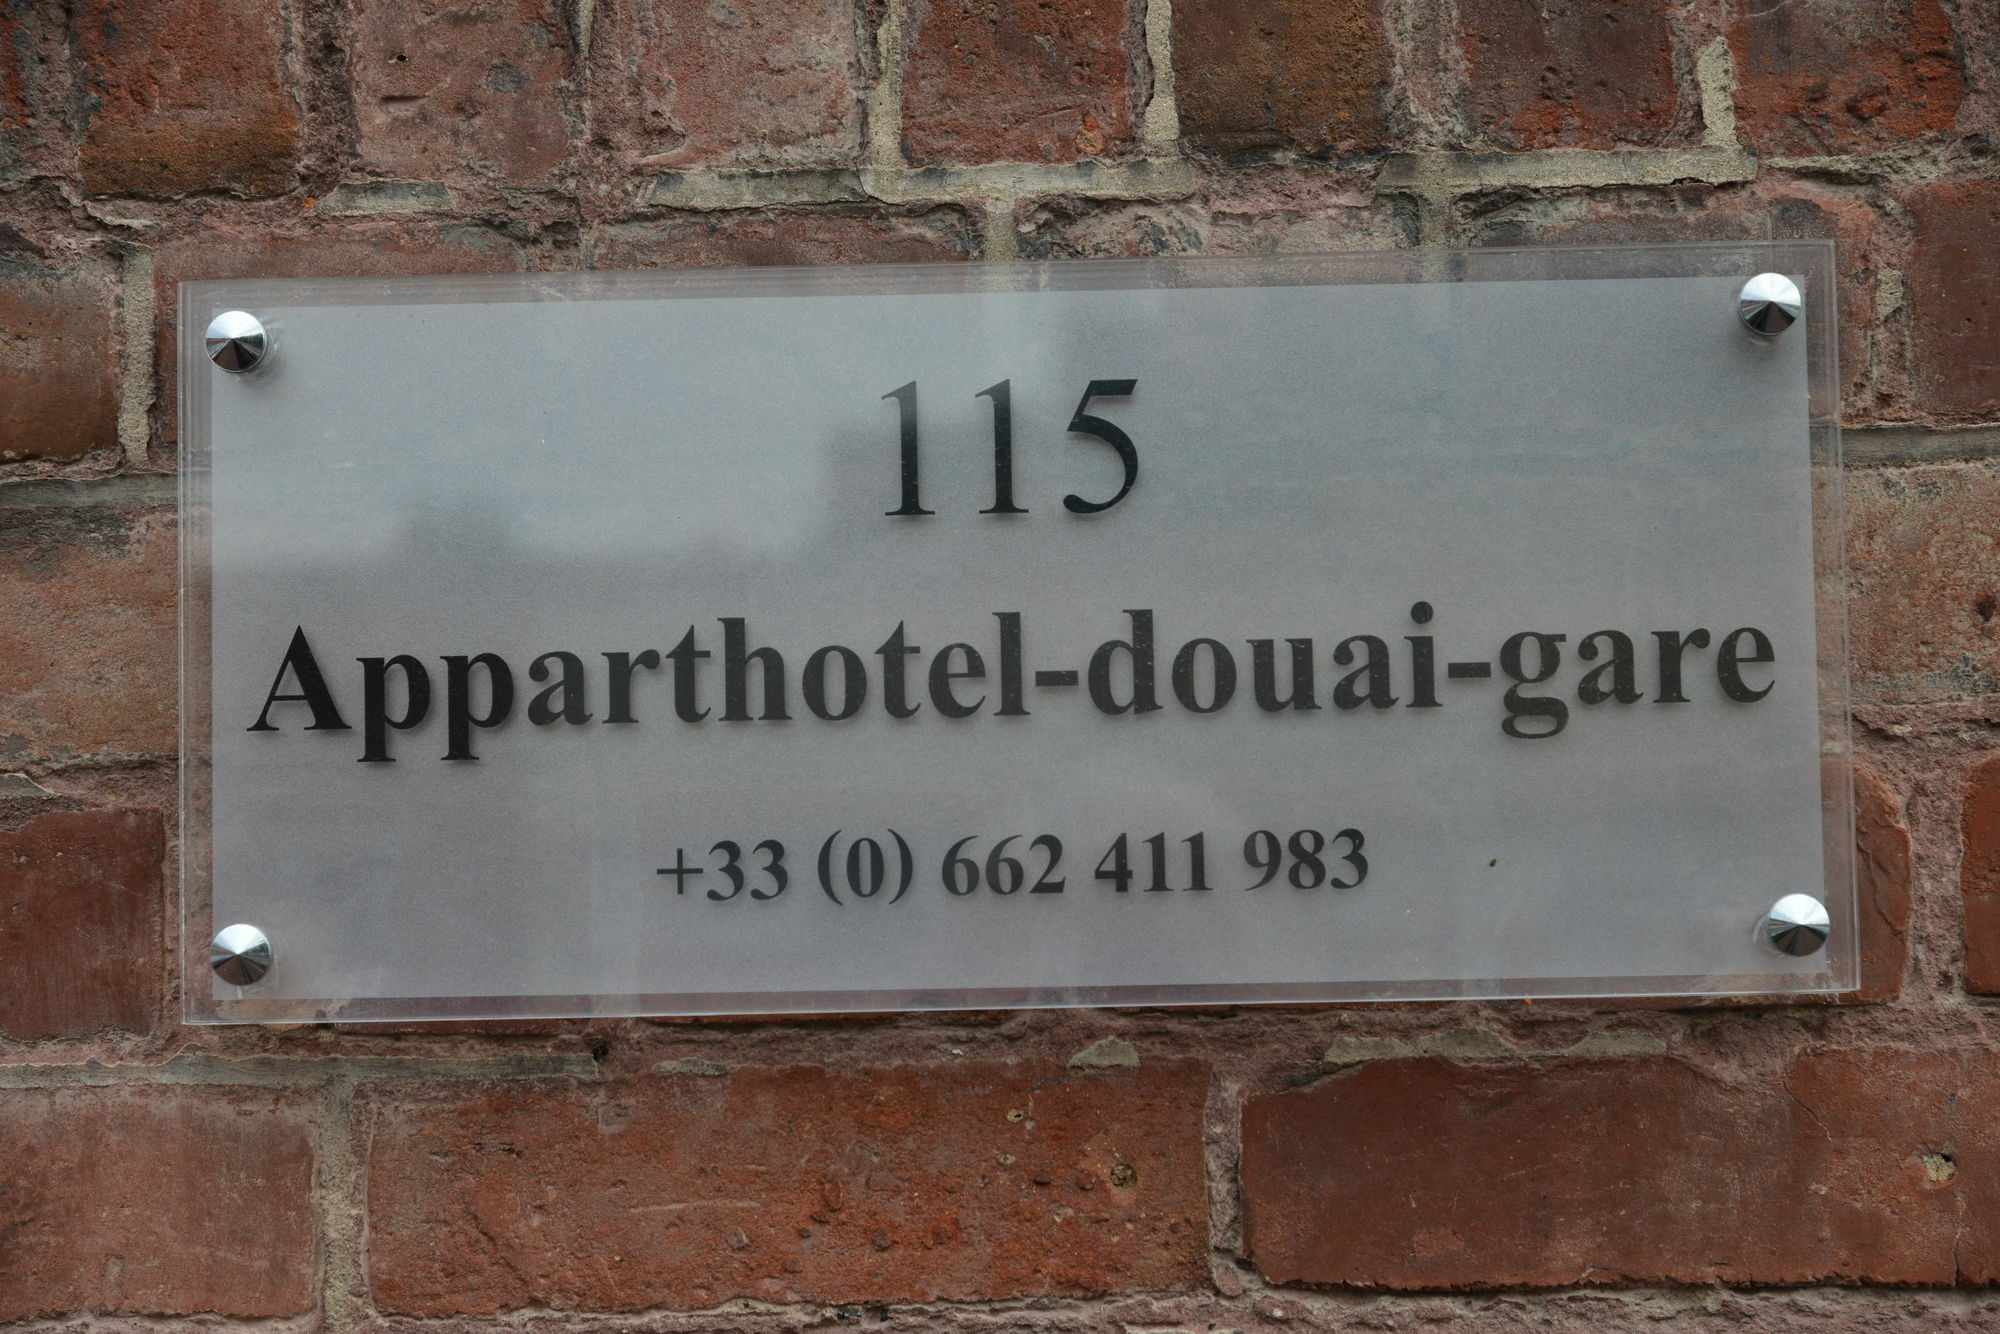 115
Apparthotel-douai-gare
+33 (0) 662 411 983